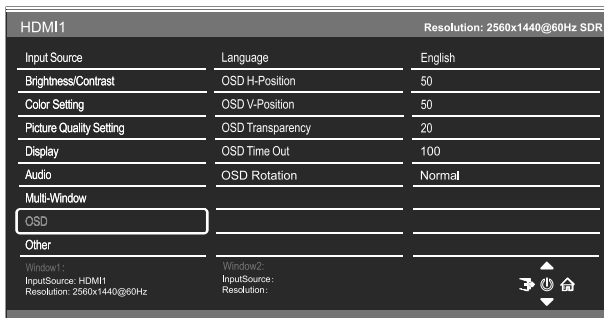 HDMI1 Resolution: 2560x1440@60Hz SDR
Input Source Language English
Brightness/Contrast OSD H-Position 50
Color Setting OSD V-Position 50
Picture Quality Setting OSD Transparency 20
Display OSD Time Out 100
Audio OSD Rotation Normal
Multi-Window
OSD
Other
Window1: Window2:
InputSource: HDMI1 InputSource:
Resolution: 2560x1440@60Hz Resolution: